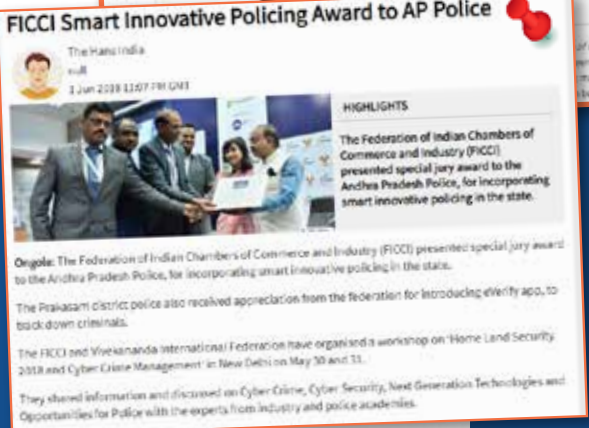 FICCI Smart Innovative Policing Award to AP Police
The Hans India
null
1 Jun 2018 11:07 PM GMT
HIGHLIGHTS
The Federation of Indian Chambers of
Commerce and Industry (FICCI)
presented special jury award to the
Andhra Pradesh Police, for incorporating
smart innovative policing in the state.
Ongole: The Federation of Indian Chambers of Commerce and Industry (FICCI) presented special jury award
to the Andhra Pradesh Police, for incorporating smart innovative policing in the state.
The Prakasam district police also received appreciation from the federation for introducing eVerify app, to
track down criminals.
The FICCI and Vivekananda International Federation have organised a workshop on 'Home Land Security
2018 and Cyber Crime Management' in New Delhi on May 30 and 31.
They shared information and discussed on Cyber Crime, Cyber Security, Next Generation Technologies and
Opportunities for Police with the experts from industry and police academies.